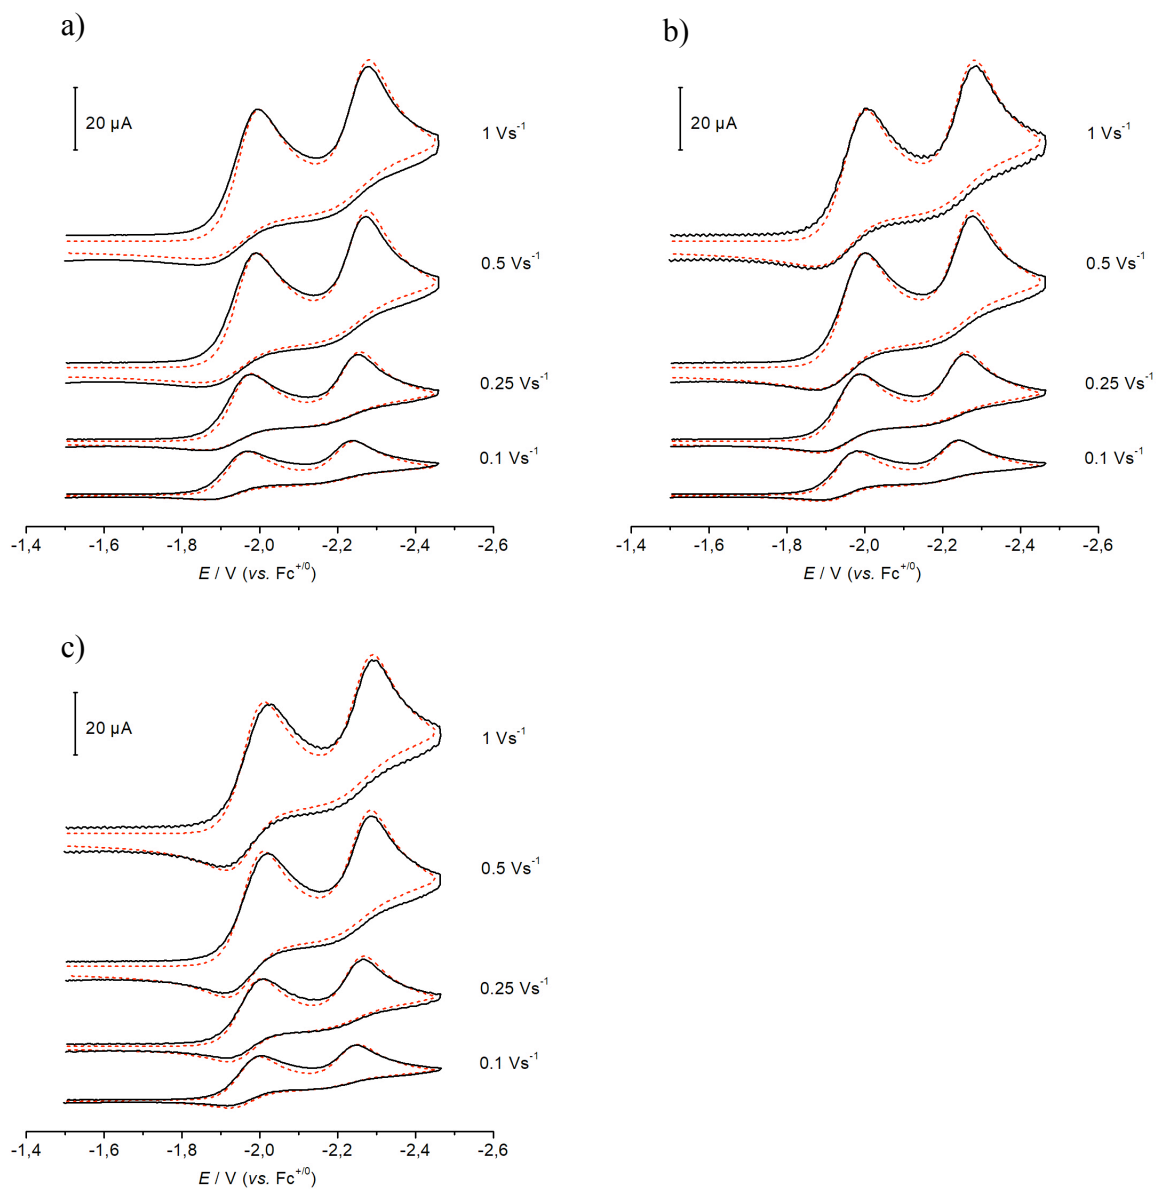 a)
20 µA
1 Vs⁻¹
0.5 Vs⁻¹
0.25 Vs⁻¹
0.1 Vs⁻¹
-1,4 -1,6 -1,8 -2,0 -2,2 -2,4 -2,6
E / V (vs. Fc⁺ᐟ⁰)
b)
20 µA
1 Vs⁻¹
0.5 Vs⁻¹
0.25 Vs⁻¹
0.1 Vs⁻¹
-1,4 -1,6 -1,8 -2,0 -2,2 -2,4 -2,6
E / V (vs. Fc⁺ᐟ⁰)
c)
20 µA
1 Vs⁻¹
0.5 Vs⁻¹
0.25 Vs⁻¹
0.1 Vs⁻¹
-1,4 -1,6 -1,8 -2,0 -2,2 -2,4 -2,6
E / V (vs. Fc⁺ᐟ⁰)